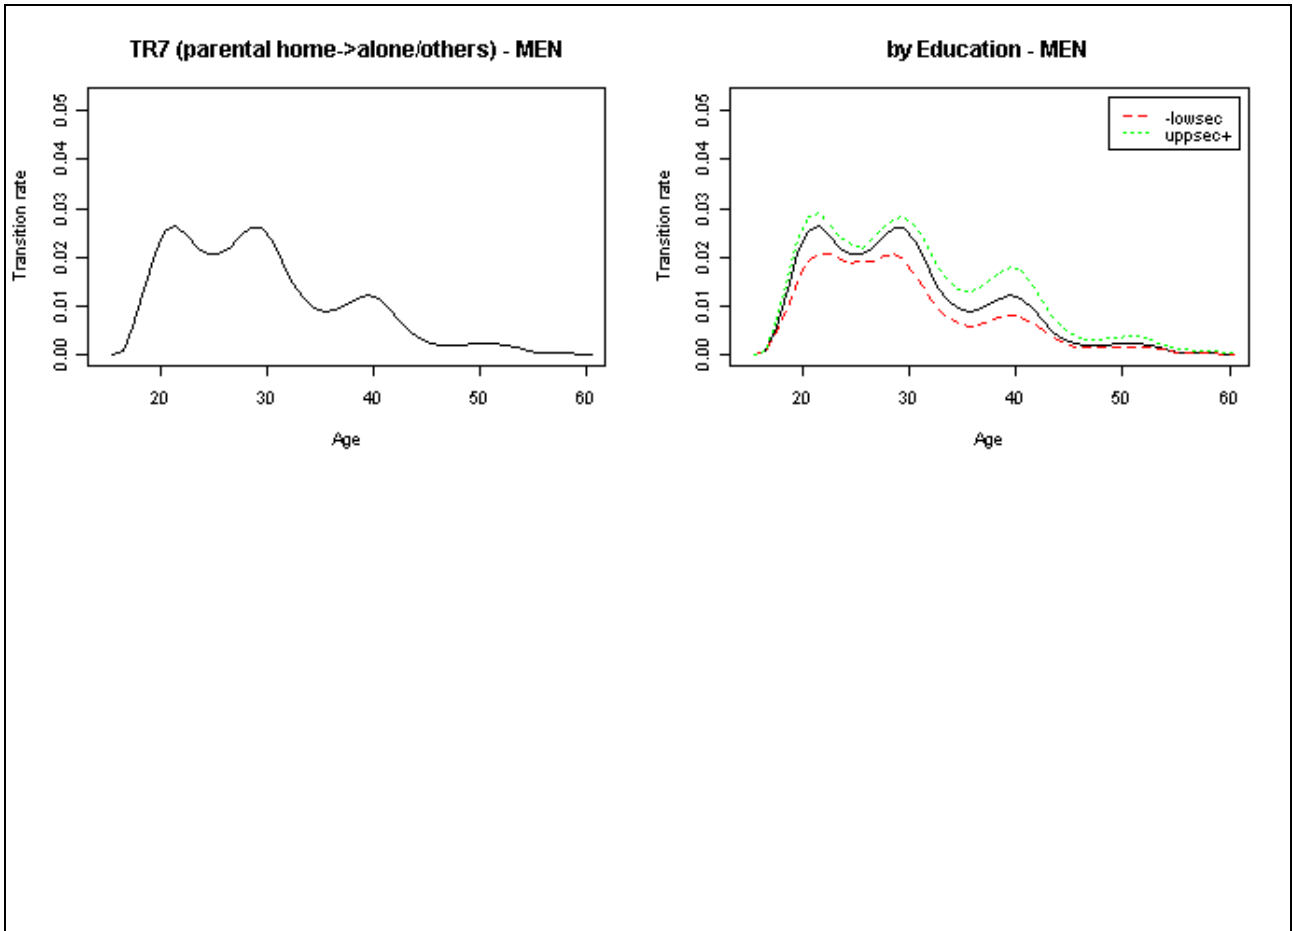 TR7 (parental home->alone/others) - MEN
Transition rate
0.00 0.01 0.02 0.03 0.04 0.05
20 30 40 50 60
Age
by Education - MEN
-lowsec
uppsec+
Transition rate
0.00 0.01 0.02 0.03 0.04 0.05
20 30 40 50 60
Age